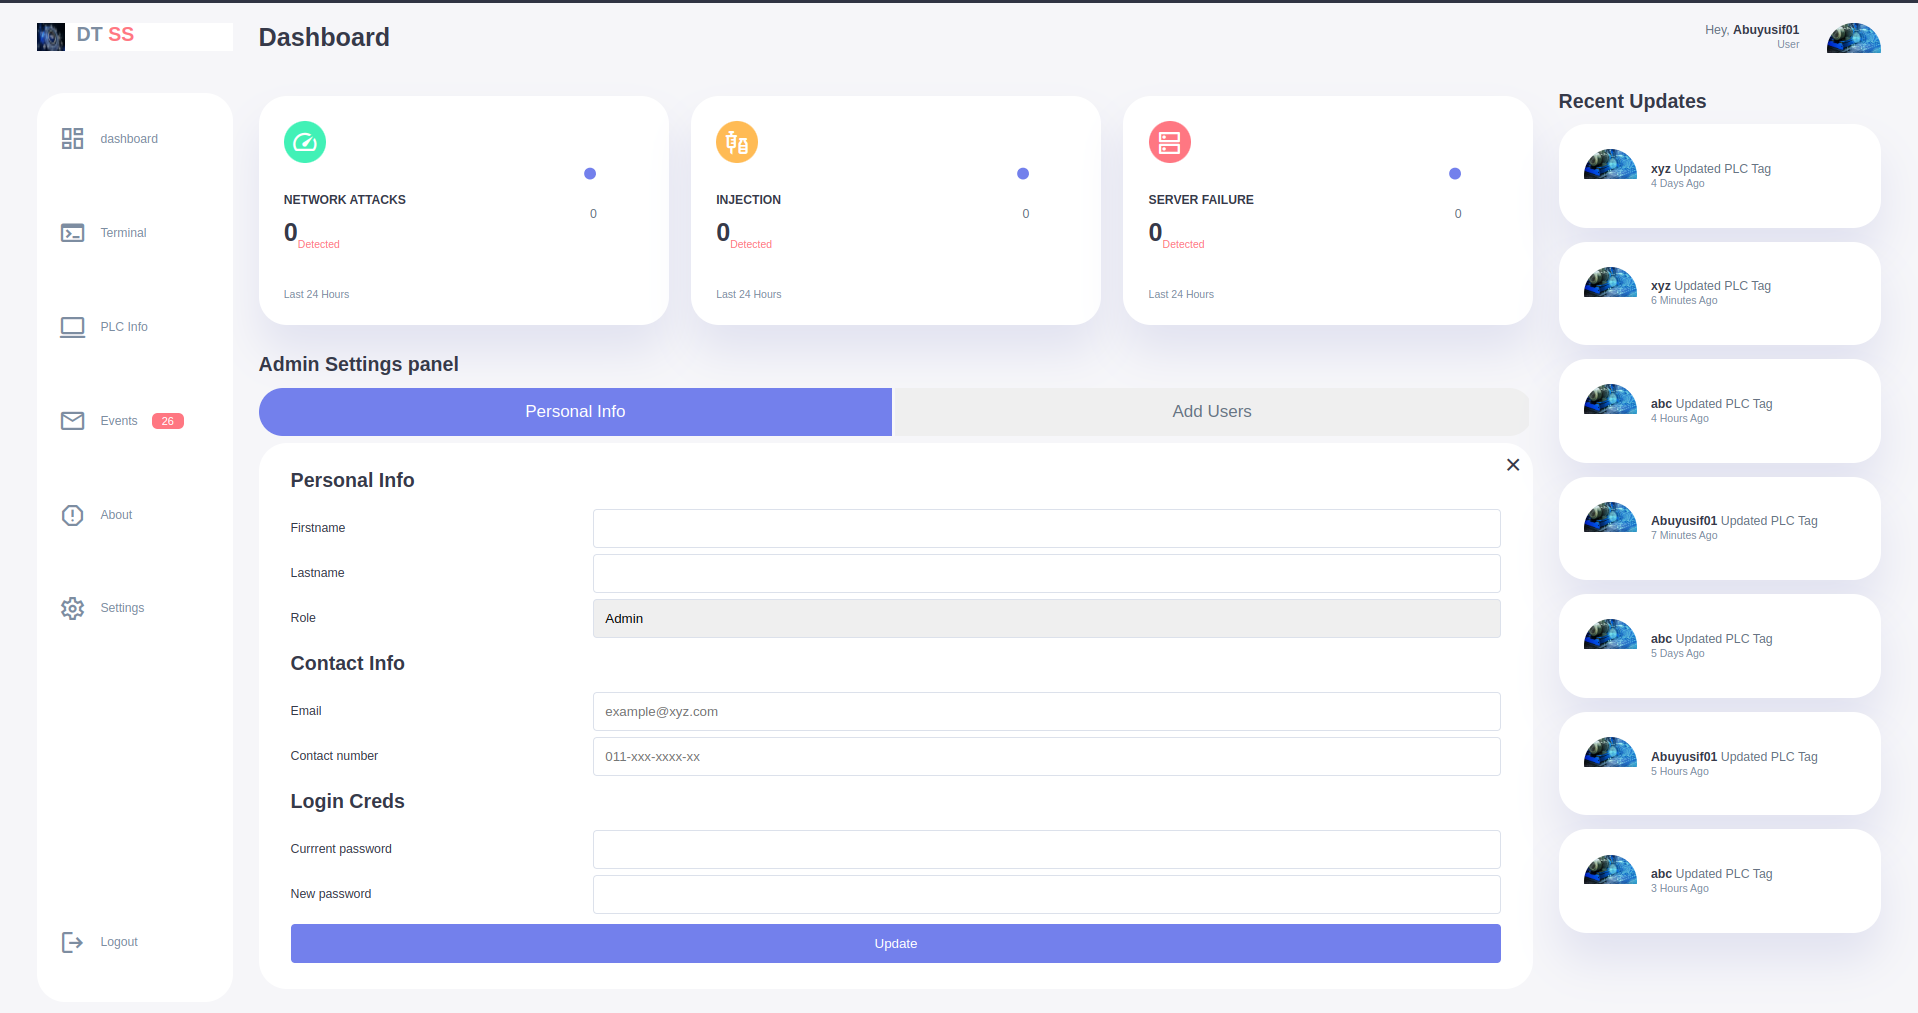 DT SS
dashboard
Terminal
PLC Info
Events 26
About
Settings
Logout
Dashboard
Hey, Abuyusif01
User
NETWORK ATTACKS
0 Detected
0
Last 24 Hours
INJECTION
0 Detected
0
Last 24 Hours
SERVER FAILURE
0 Detected
0
Last 24 Hours
Admin Settings panel
Personal Info
Add Users
Personal Info
Firstname
Lastname
Role Admin
Contact Info
Email example@xyz.com
Contact number 011-xxx-xxxx-xx
Login Creds
Currrent password
New password
Update
Recent Updates
xyz Updated PLC Tag
4 Days Ago
xyz Updated PLC Tag
6 Minutes Ago
abc Updated PLC Tag
4 Hours Ago
Abuyusif01 Updated PLC Tag
7 Minutes Ago
abc Updated PLC Tag
5 Days Ago
Abuyusif01 Updated PLC Tag
5 Hours Ago
abc Updated PLC Tag
3 Hours Ago